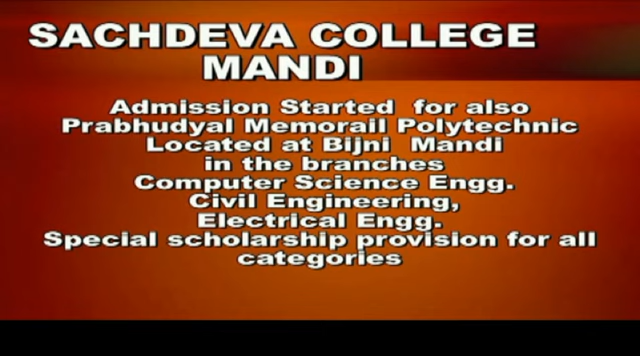 SACHDEVA COLLEGE
MANDI
Admission Started for also
Prabhudyal Memorail Polytechnic
Located at Bijni Mandi
in the branches
Computer Science Engg.
Civil Engineering,
Electrical Engg.
Special scholarship provision for all
categories